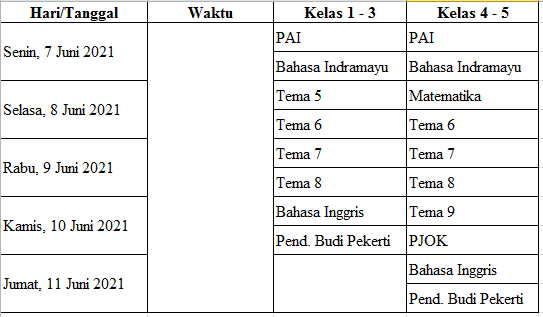 Hari/Tanggal Waktu Kelas 1 - 3 Kelas 4 - 5
Senin, 7 Juni 2021 PAI PAI
Bahasa Indramayu Bahasa Indramayu
Selasa, 8 Juni 2021 Tema 5 Matematika
Tema 6 Tema 6
Rabu, 9 Juni 2021 Tema 7 Tema 7
Tema 8 Tema 8
Kamis, 10 Juni 2021 Bahasa Inggris Tema 9
Pend. Budi Pekerti PJOK
Jumat, 11 Juni 2021 Bahasa Inggris
Pend. Budi Pekerti